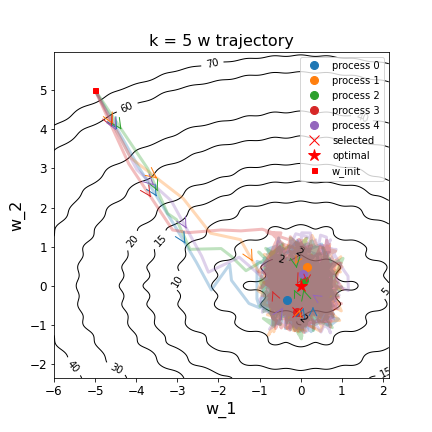 k = 5 w trajectory
process 0
process 1
process 2
process 3
process 4
selected
optimal
w_init
70
60
20
15
10
2
2
2
5
15
40
30
w_2
5
4
3
2
1
0
−1
−2
−6
−5
−4
−3
−2
−1
0
1
2
w_1